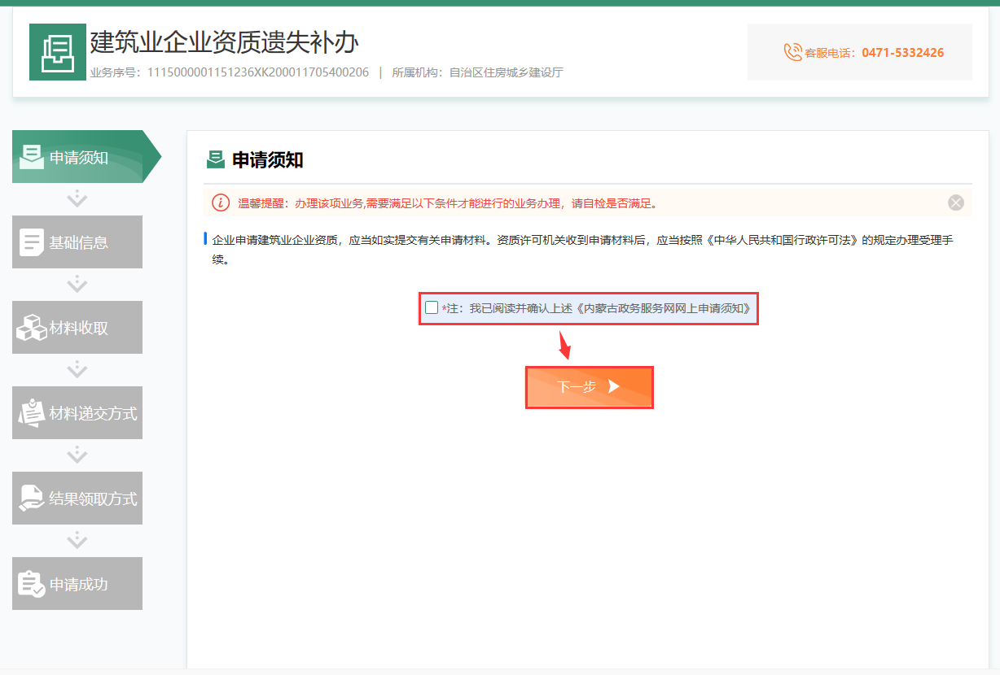 建筑业企业资质遗失补办
业务序号：1115000001151236XK200011705400206 | 所属机构：自治区住房城乡建设厅
客服电话：0471-5332426
申请须知
基础信息
材料收取
材料递交方式
结果领取方式
申请成功
申请须知
温馨提醒：办理该项业务,需要满足以下条件才能进行的业务办理，请自检是否满足。
企业申请建筑业企业资质，应当如实提交有关申请材料。资质许可机关收到申请材料后，应当按照《中华人民共和国行政许可法》的规定办理受理手
续。
*注：我已阅读并确认上述《内蒙古政务服务网网上申请须知》
下一步